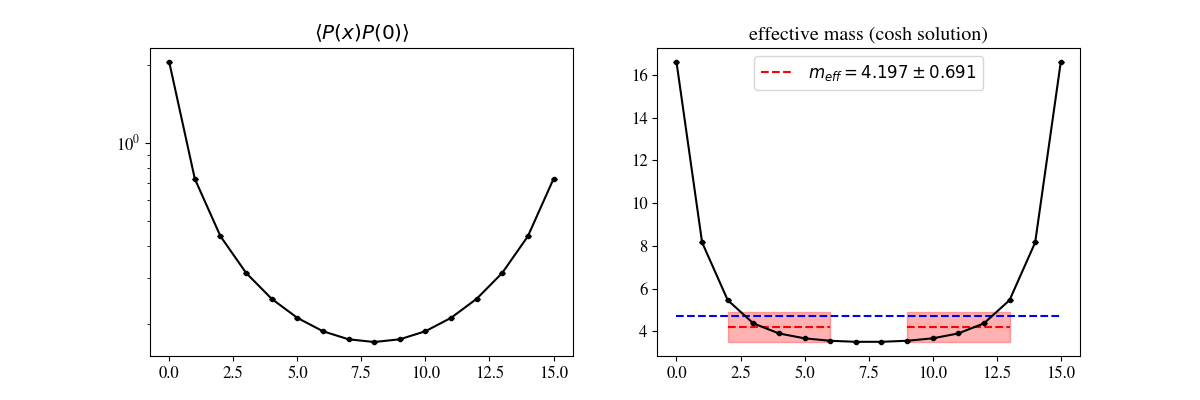 ⟨P(x)P(0)⟩
10⁰
0.0 2.5 5.0 7.5 10.0 12.5 15.0
effective mass (cosh solution)
m_eff = 4.197 ± 0.691
16
14
12
10
8
6
4
0.0 2.5 5.0 7.5 10.0 12.5 15.0